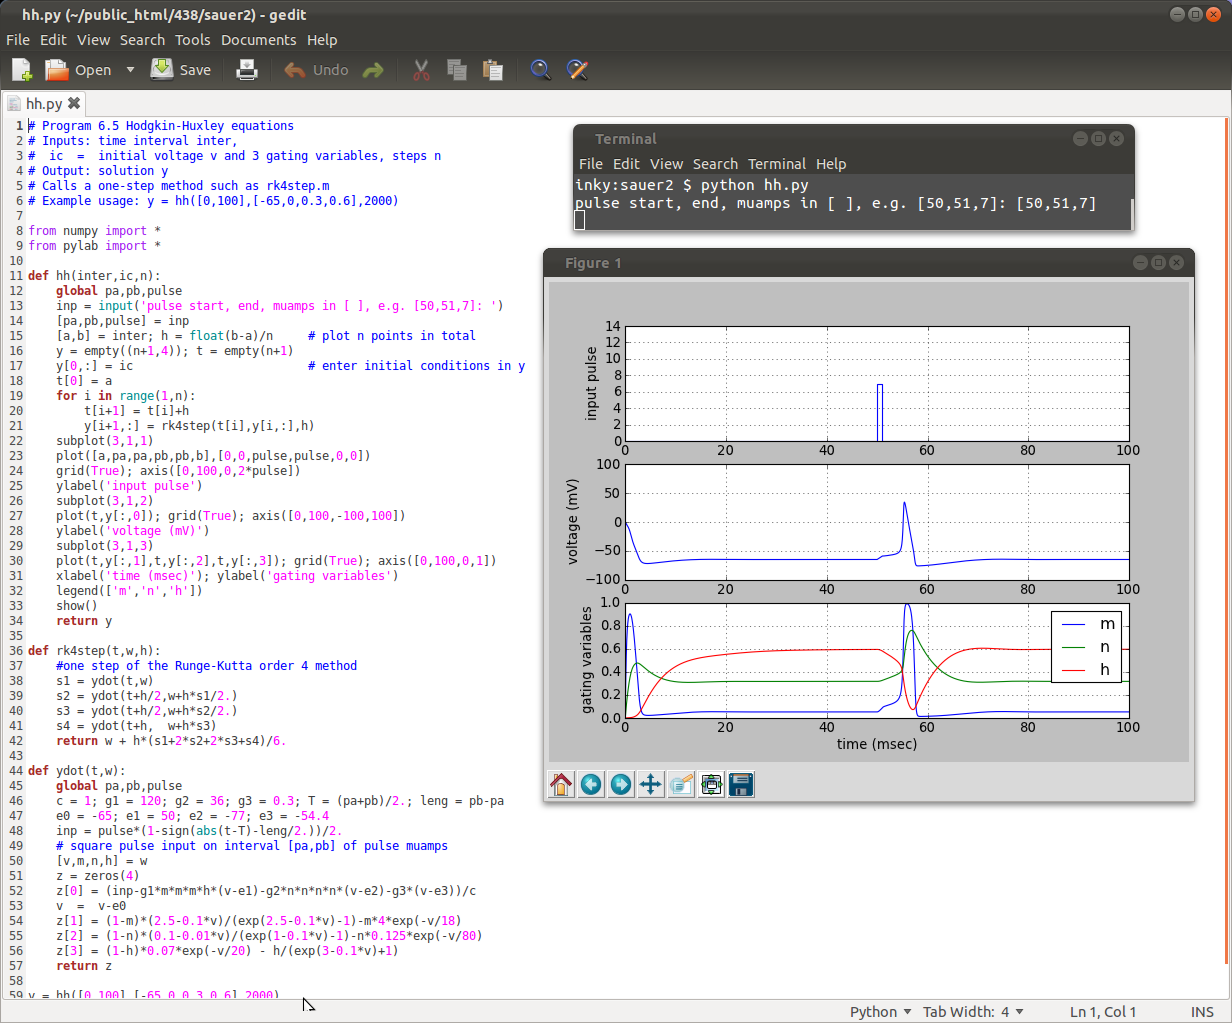 hh.py (~/public_html/438/sauer2) - gedit
File Edit View Search Tools Documents Help
Open Save Undo
hh.py
1 # Program 6.5 Hodgkin-Huxley equations
2 # Inputs: time interval inter,
3 #  ic  =  initial voltage v and 3 gating variables, steps n
4 # Output: solution y
5 # Calls a one-step method such as rk4step.m
6 # Example usage: y = hh([0,100],[-65,0,0.3,0.6],2000)
7
8 from numpy import *
9 from pylab import *
10
11 def hh(inter,ic,n):
12     global pa,pb,pulse
13     inp = input('pulse start, end, muamps in [ ], e.g. [50,51,7]: ')
14     [pa,pb,pulse] = inp
15     [a,b] = inter; h = float(b-a)/n     # plot n points in total
16     y = empty((n+1,4)); t = empty(n+1)
17     y[0,:] = ic                         # enter initial conditions in y
18     t[0] = a
19     for i in range(1,n):
20         t[i+1] = t[i]+h
21         y[i+1,:] = rk4step(t[i],y[i,:],h)
22     subplot(3,1,1)
23     plot([a,pa,pa,pb,pb,b],[0,0,pulse,pulse,0,0])
24     grid(True); axis([0,100,0,2*pulse])
25     ylabel('input pulse')
26     subplot(3,1,2)
27     plot(t,y[:,0]); grid(True); axis([0,100,-100,100])
28     ylabel('voltage (mV)')
29     subplot(3,1,3)
30     plot(t,y[:,1],t,y[:,2],t,y[:,3]); grid(True); axis([0,100,0,1])
31     xlabel('time (msec)'); ylabel('gating variables')
32     legend(['m','n','h'])
33     show()
34     return y
35
36 def rk4step(t,w,h):
37     #one step of the Runge-Kutta order 4 method
38     s1 = ydot(t,w)
39     s2 = ydot(t+h/2,w+h*s1/2.)
40     s3 = ydot(t+h/2,w+h*s2/2.)
41     s4 = ydot(t+h,  w+h*s3)
42     return w + h*(s1+2*s2+2*s3+s4)/6.
43
44 def ydot(t,w):
45     global pa,pb,pulse
46     c = 1; g1 = 120; g2 = 36; g3 = 0.3; T = (pa+pb)/2.; leng = pb-pa
47     e0 = -65; e1 = 50; e2 = -77; e3 = -54.4
48     inp = pulse*(1-sign(abs(t-T)-leng/2.))/2.
49     # square pulse input on interval [pa,pb] of pulse muamps
50     [v,m,n,h] = w
51     z = zeros(4)
52     z[0] = (inp-g1*m*m*m*h*(v-e1)-g2*n*n*n*n*(v-e2)-g3*(v-e3))/c
53     v  =  v-e0
54     z[1] = (1-m)*(2.5-0.1*v)/(exp(2.5-0.1*v)-1)-m*4*exp(-v/18)
55     z[2] = (1-n)*(0.1-0.01*v)/(exp(1-0.1*v)-1)-n*0.125*exp(-v/80)
56     z[3] = (1-h)*0.07*exp(-v/20) - h/(exp(3-0.1*v)+1)
57     return z
58
59 y = hh([0,100],[-65,0,0.3,0.6],2000)
Terminal
File Edit View Search Terminal Help
inky:sauer2 $ python hh.py
pulse start, end, muamps in [ ], e.g. [50,51,7]: [50,51,7]
Figure 1
input pulse
14
12
10
8
6
4
2
0
0 20 40 60 80 100
voltage (mV)
100
50
0
−50
−100
0 20 40 60 80 100
gating variables
1.0
0.8
0.6
0.4
0.2
0.0
m
n
h
0 20 40 60 80 100
time (msec)
Python Tab Width: 4 Ln 1, Col 1 INS